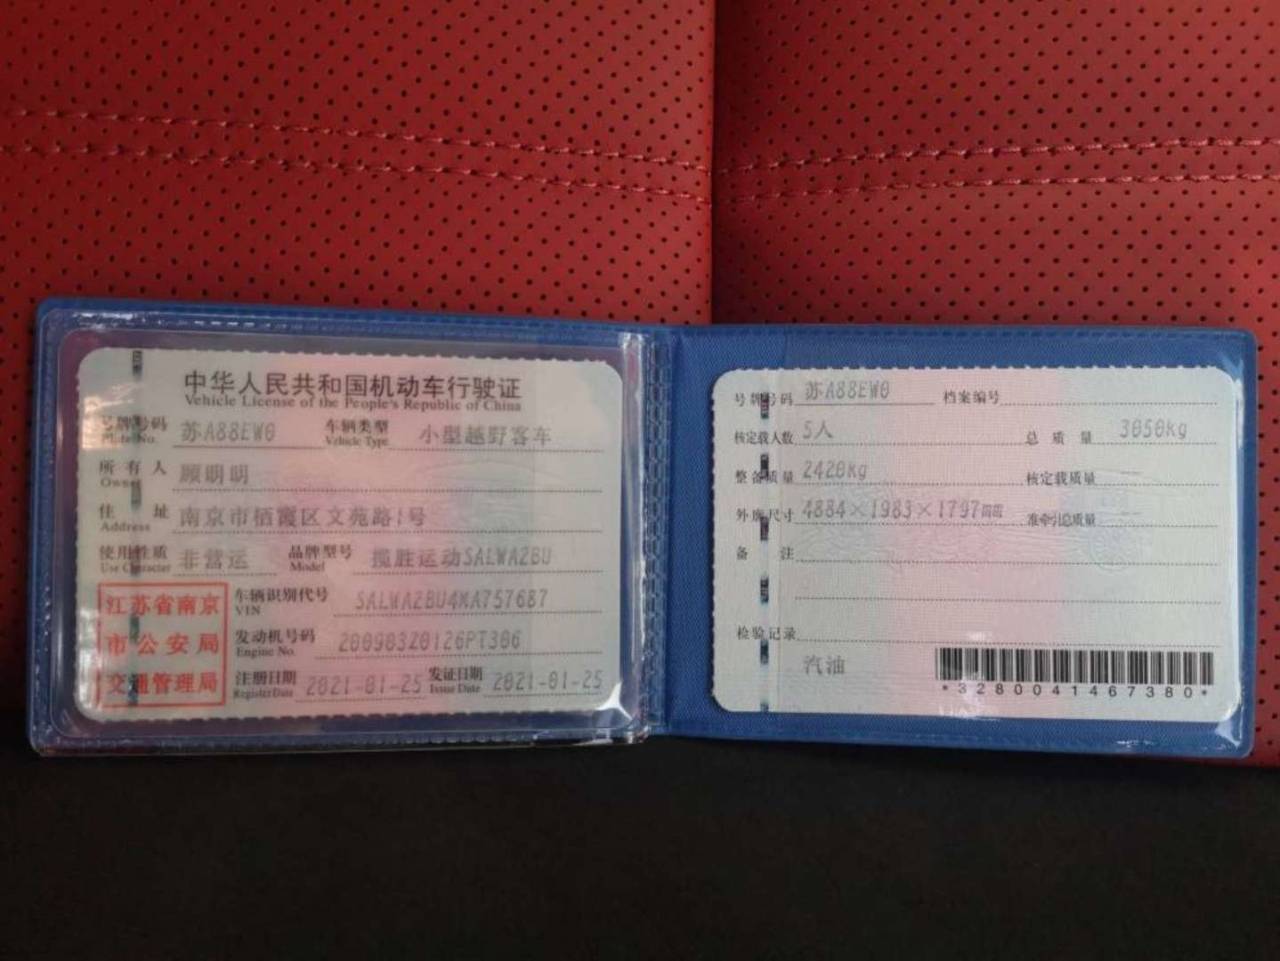 中华人民共和国机动车行驶证
Vehicle License of the People's Republic of China
号牌号码 苏A88EW0 车辆类型 小型越野客车
Plate No. Vehicle Type
所有人 顾明明
Owner
住址 南京市栖霞区文苑路1号
Address
使用性质 非营运 品牌型号 揽胜运动SALWA2BU
Use Character Model
江苏省南京
市公安局
交通管理局
车辆识别代号 SALWA2BU4MA757687
VIN
发动机号码 20090320126PT306
Engine No.
注册日期 2021-01-25 发证日期 2021-01-25
Register Date Issue Date
号牌号码 苏A88EW0 档案编号
核定载人数 5人 总质量 3050kg
整备质量 2420kg 核定载质量 --
外廓尺寸 4884×1983×1797mm 准牵引总质量 --
备注
检验记录
汽油
*3280041467380*